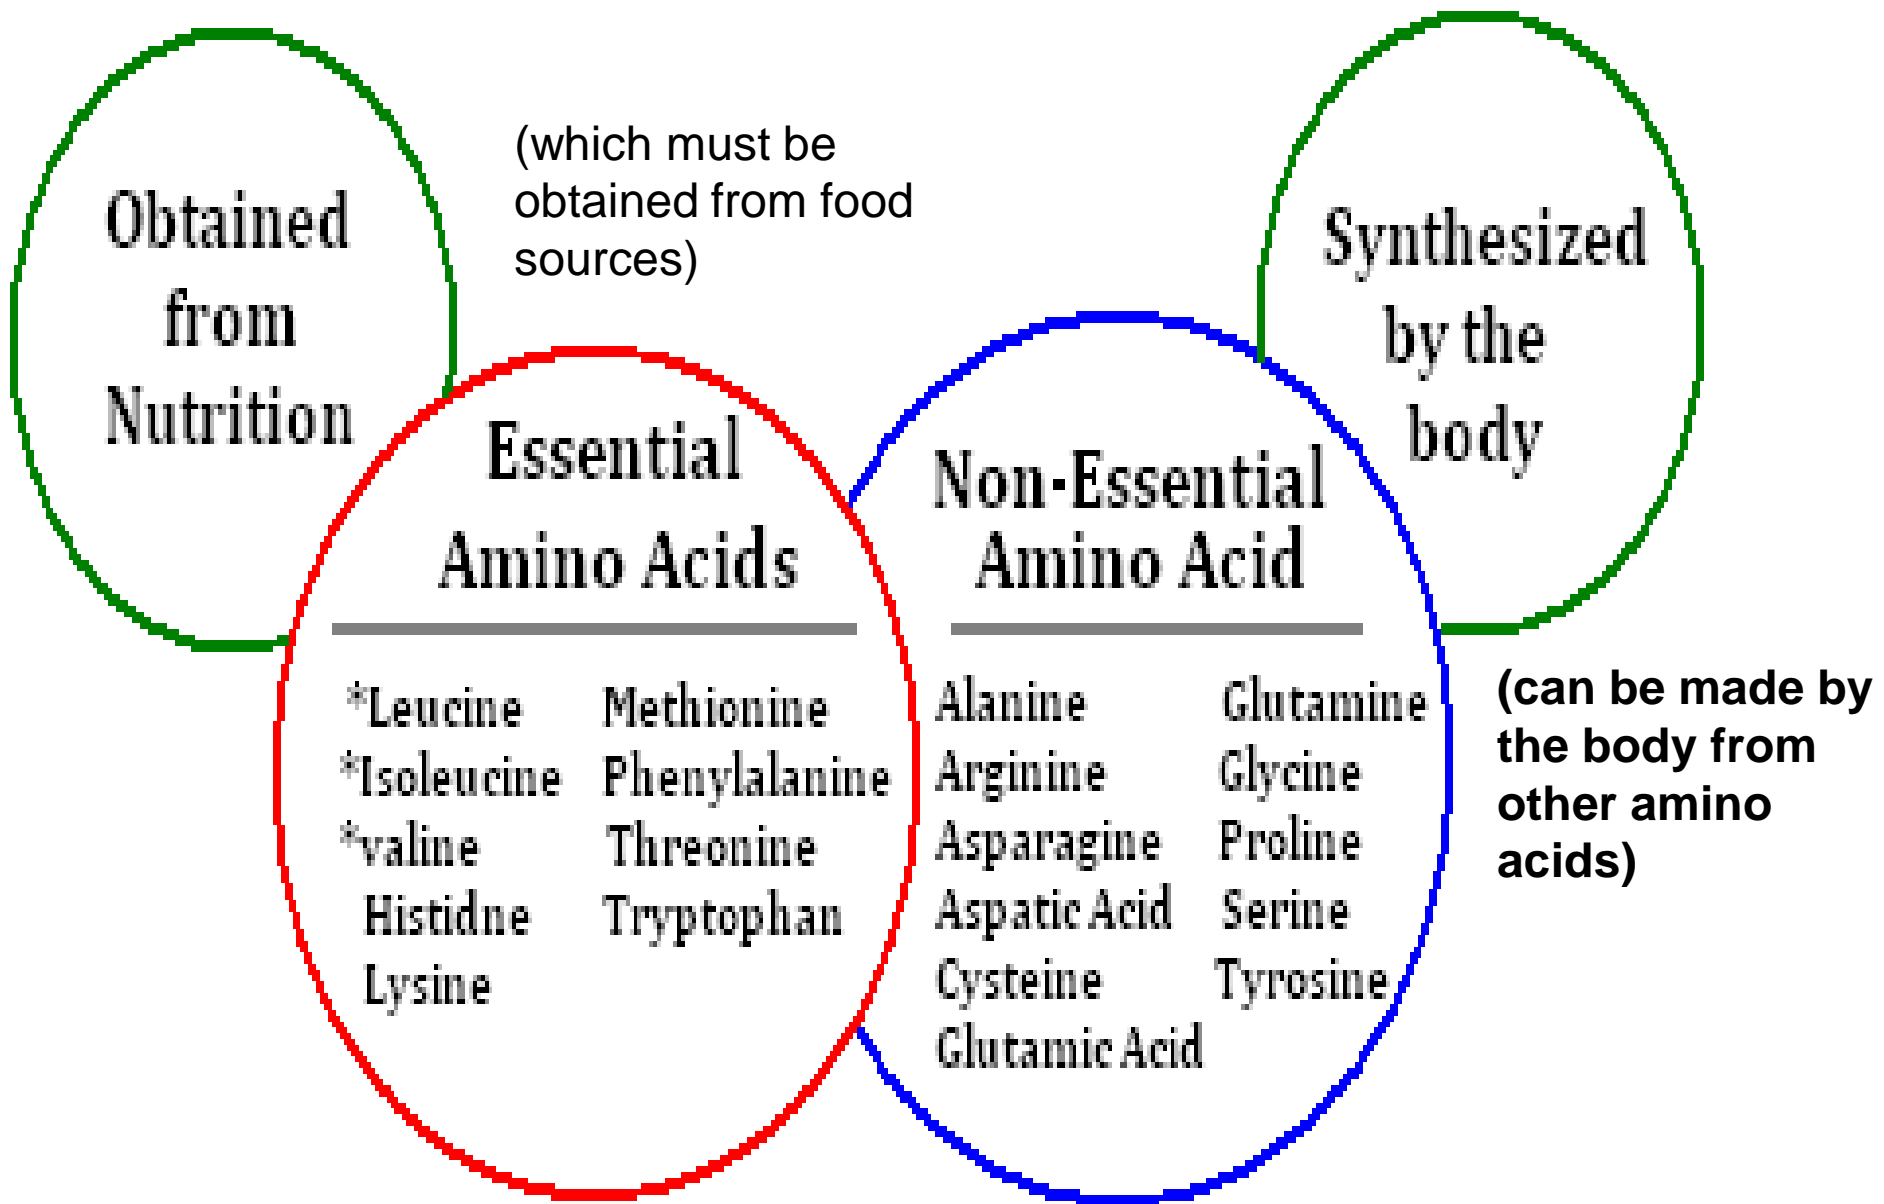 Obtained
from
Nutrition
(which must be
obtained from food
sources)
Synthesized
by the
body
Essential
Amino Acids
*Leucine Methionine
*Isoleucine Phenylalanine
*valine Threonine
Histidne Tryptophan
Lysine
Non-Essential
Amino Acid
Alanine Glutamine
Arginine Glycine
Asparagine Proline
Aspatic Acid Serine
Cysteine Tyrosine
Glutamic Acid
(can be made by
the body from
other amino
acids)